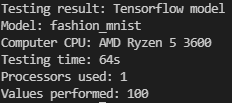 Testing result: Tensorflow model
Model: fashion_mnist
Computer CPU: AMD Ryzen 5 3600
Testing time: 64s
Processors used: 1
Values performed: 100